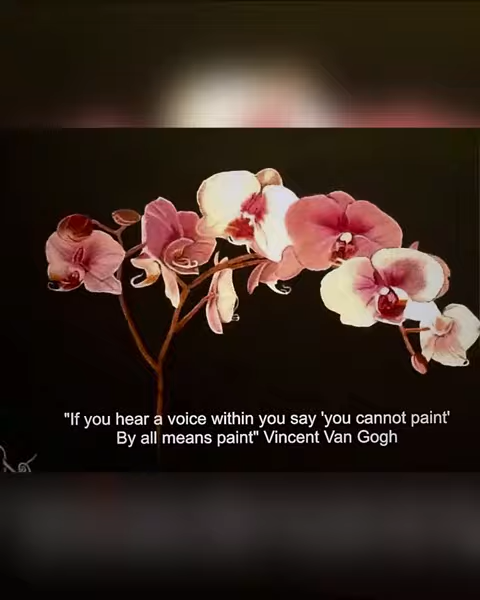 "If you hear a voice within you say 'you cannot paint'
By all means paint" Vincent Van Gogh